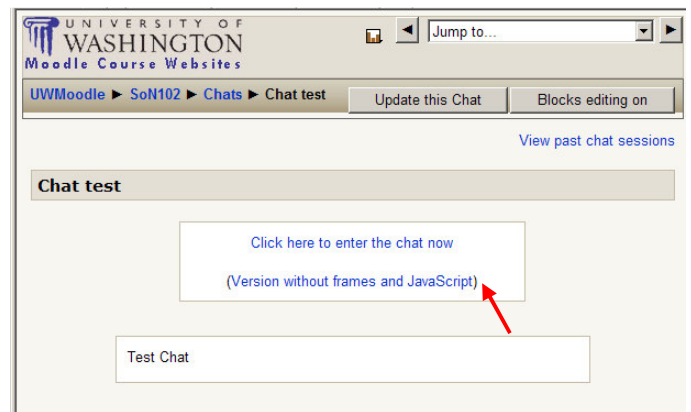 UNIVERSITY OF
WASHINGTON
Moodle Course Websites
Jump to...
UWMoodle ► SoN102 ► Chats ► Chat test
Update this Chat
Blocks editing on
View past chat sessions
Chat test
Click here to enter the chat now
(Version without frames and JavaScript)
Test Chat